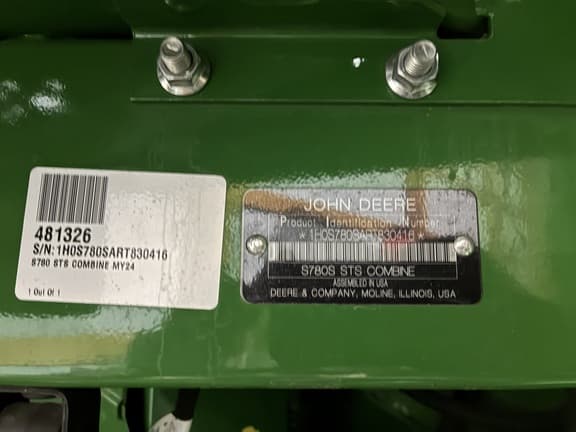 481326
S/N:1H0S780SART830416
S780 STS COMBINE MY24
1 Out Of 1
JOHN DEERE
Product Identification Number
*1H0S780SART830416*
S780S STS COMBINE
ASSEMBLED IN USA
DEERE & COMPANY, MOLINE, ILLINOIS, USA